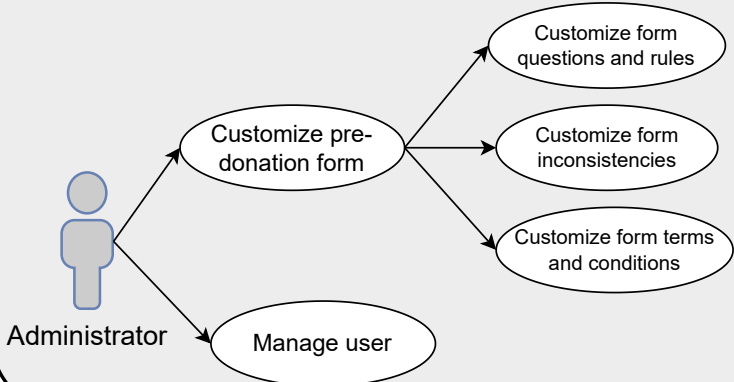 Customize form
questions and rules
Customize pre-
donation form
Customize form
inconsistencies
Customize form terms
and conditions
Administrator
Manage user